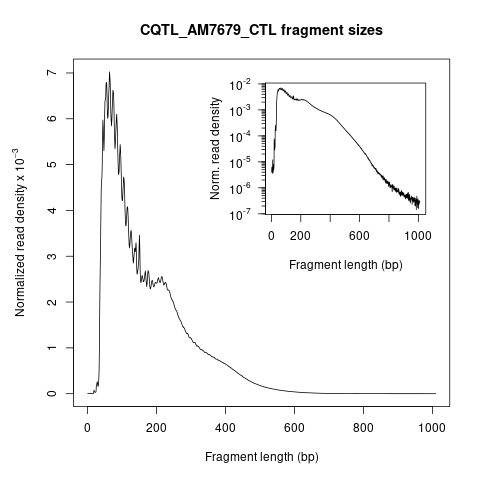 CQTL_AM7679_CTL fragment sizes
Normalized read density x 10⁻³
7
6
5
4
3
2
1
0
0 200 400 600 800 1000
Fragment length (bp)
Norm. read density
10⁻²
10⁻³
10⁻⁴
10⁻⁵
10⁻⁶
10⁻⁷
0 200 600 1000
Fragment length (bp)